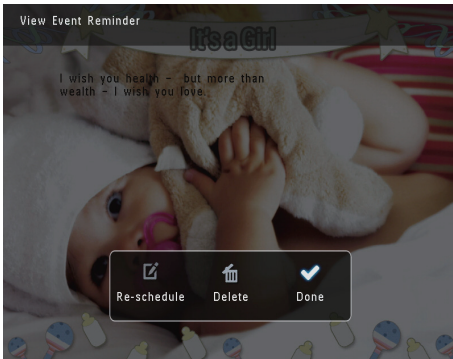 View Event Reminder
It's a Girl
I wish you health – but more than
wealth – I wish you love.
Re-schedule
Delete
Done